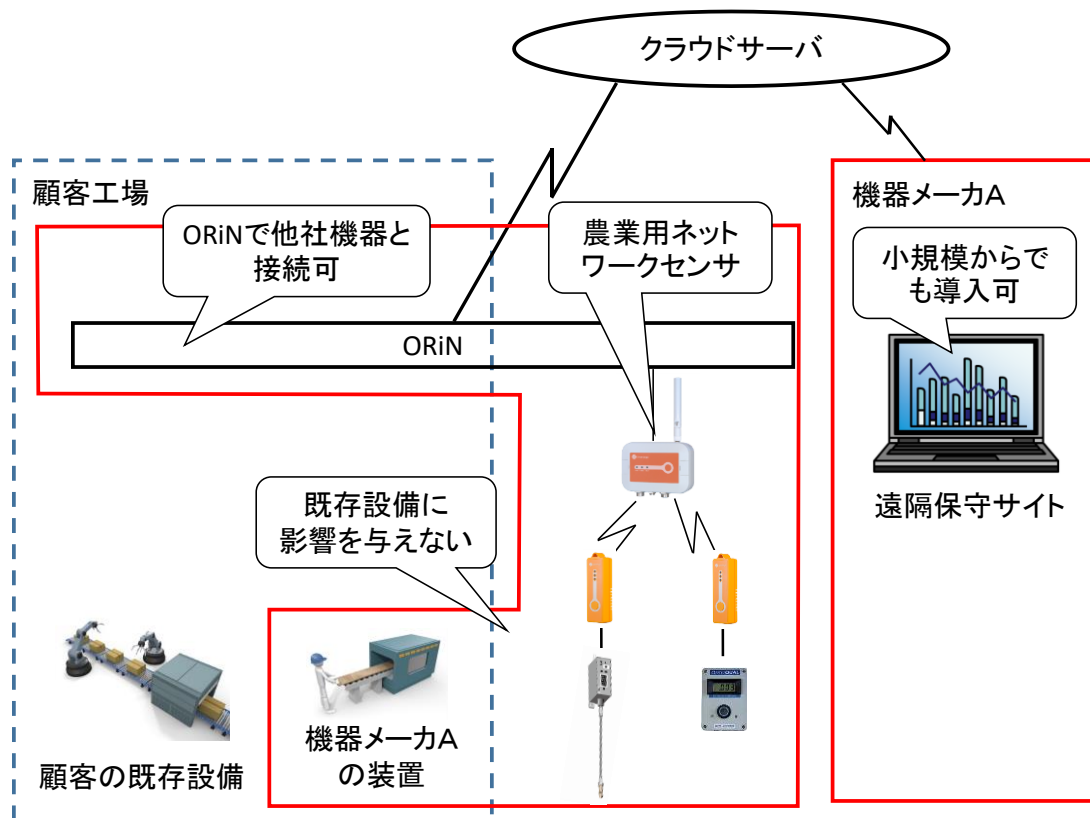 クラウドサーバ
顧客工場
ORiNで他社機器と
接続可
農業用ネット
ワークセンサ
機器メーカA
小規模からで
も導入可
ORiN
遠隔保守サイト
既存設備に
影響を与えない
機器メーカA
の装置
顧客の既存設備